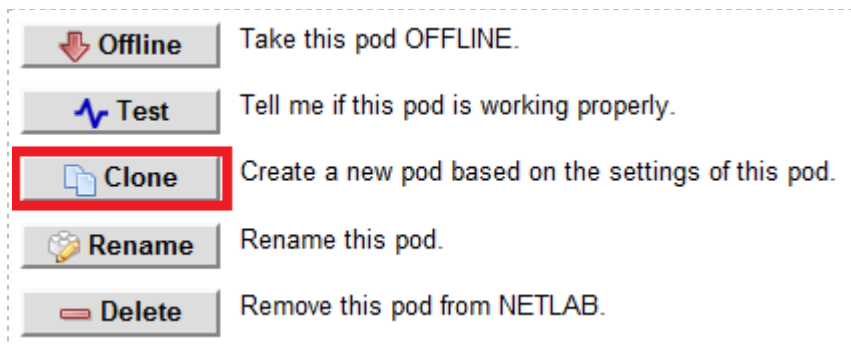 Offline Take this pod OFFLINE.
Test Tell me if this pod is working properly.
Clone Create a new pod based on the settings of this pod.
Rename Rename this pod.
Delete Remove this pod from NETLAB.